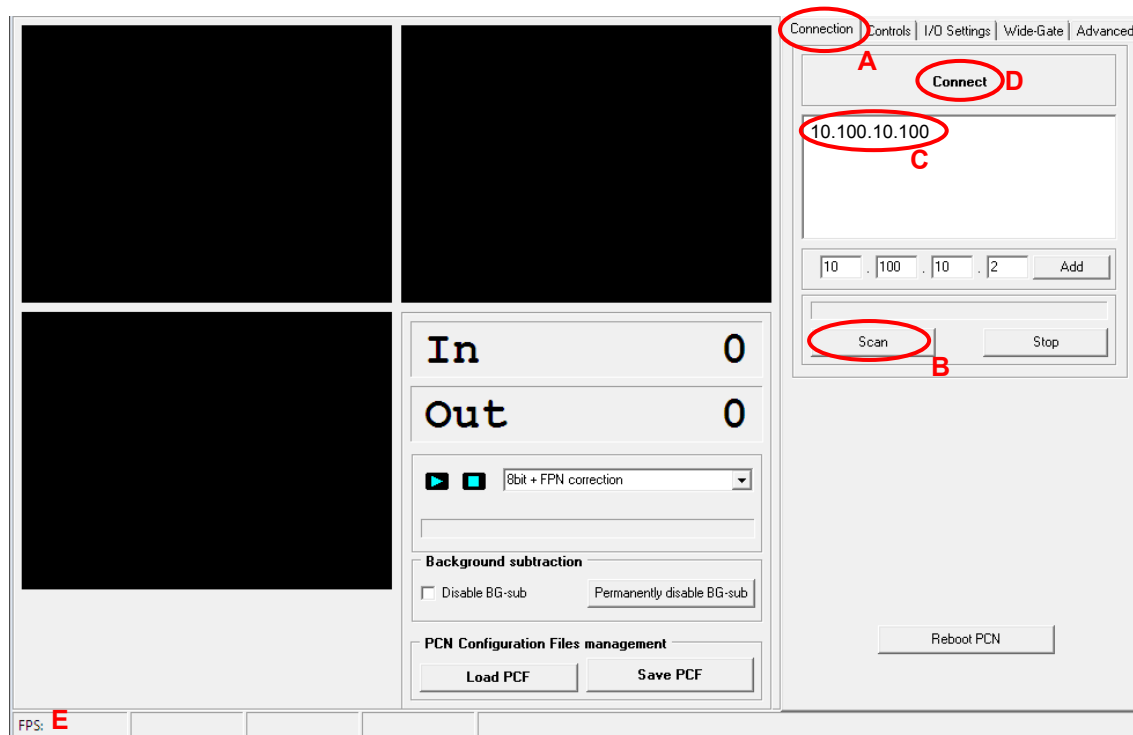 Connection Controls I/O Settings Wide-Gate Advanced
A
Connect D
10.100.10.100
C
10 . 100 . 10 . 2 Add
Scan Stop
B
In 0
Out 0
8bit + FPN correction
Background subtraction
Disable BG-sub Permanently disable BG-sub
PCN Configuration Files management
Load PCF Save PCF
Reboot PCN
FPS: E